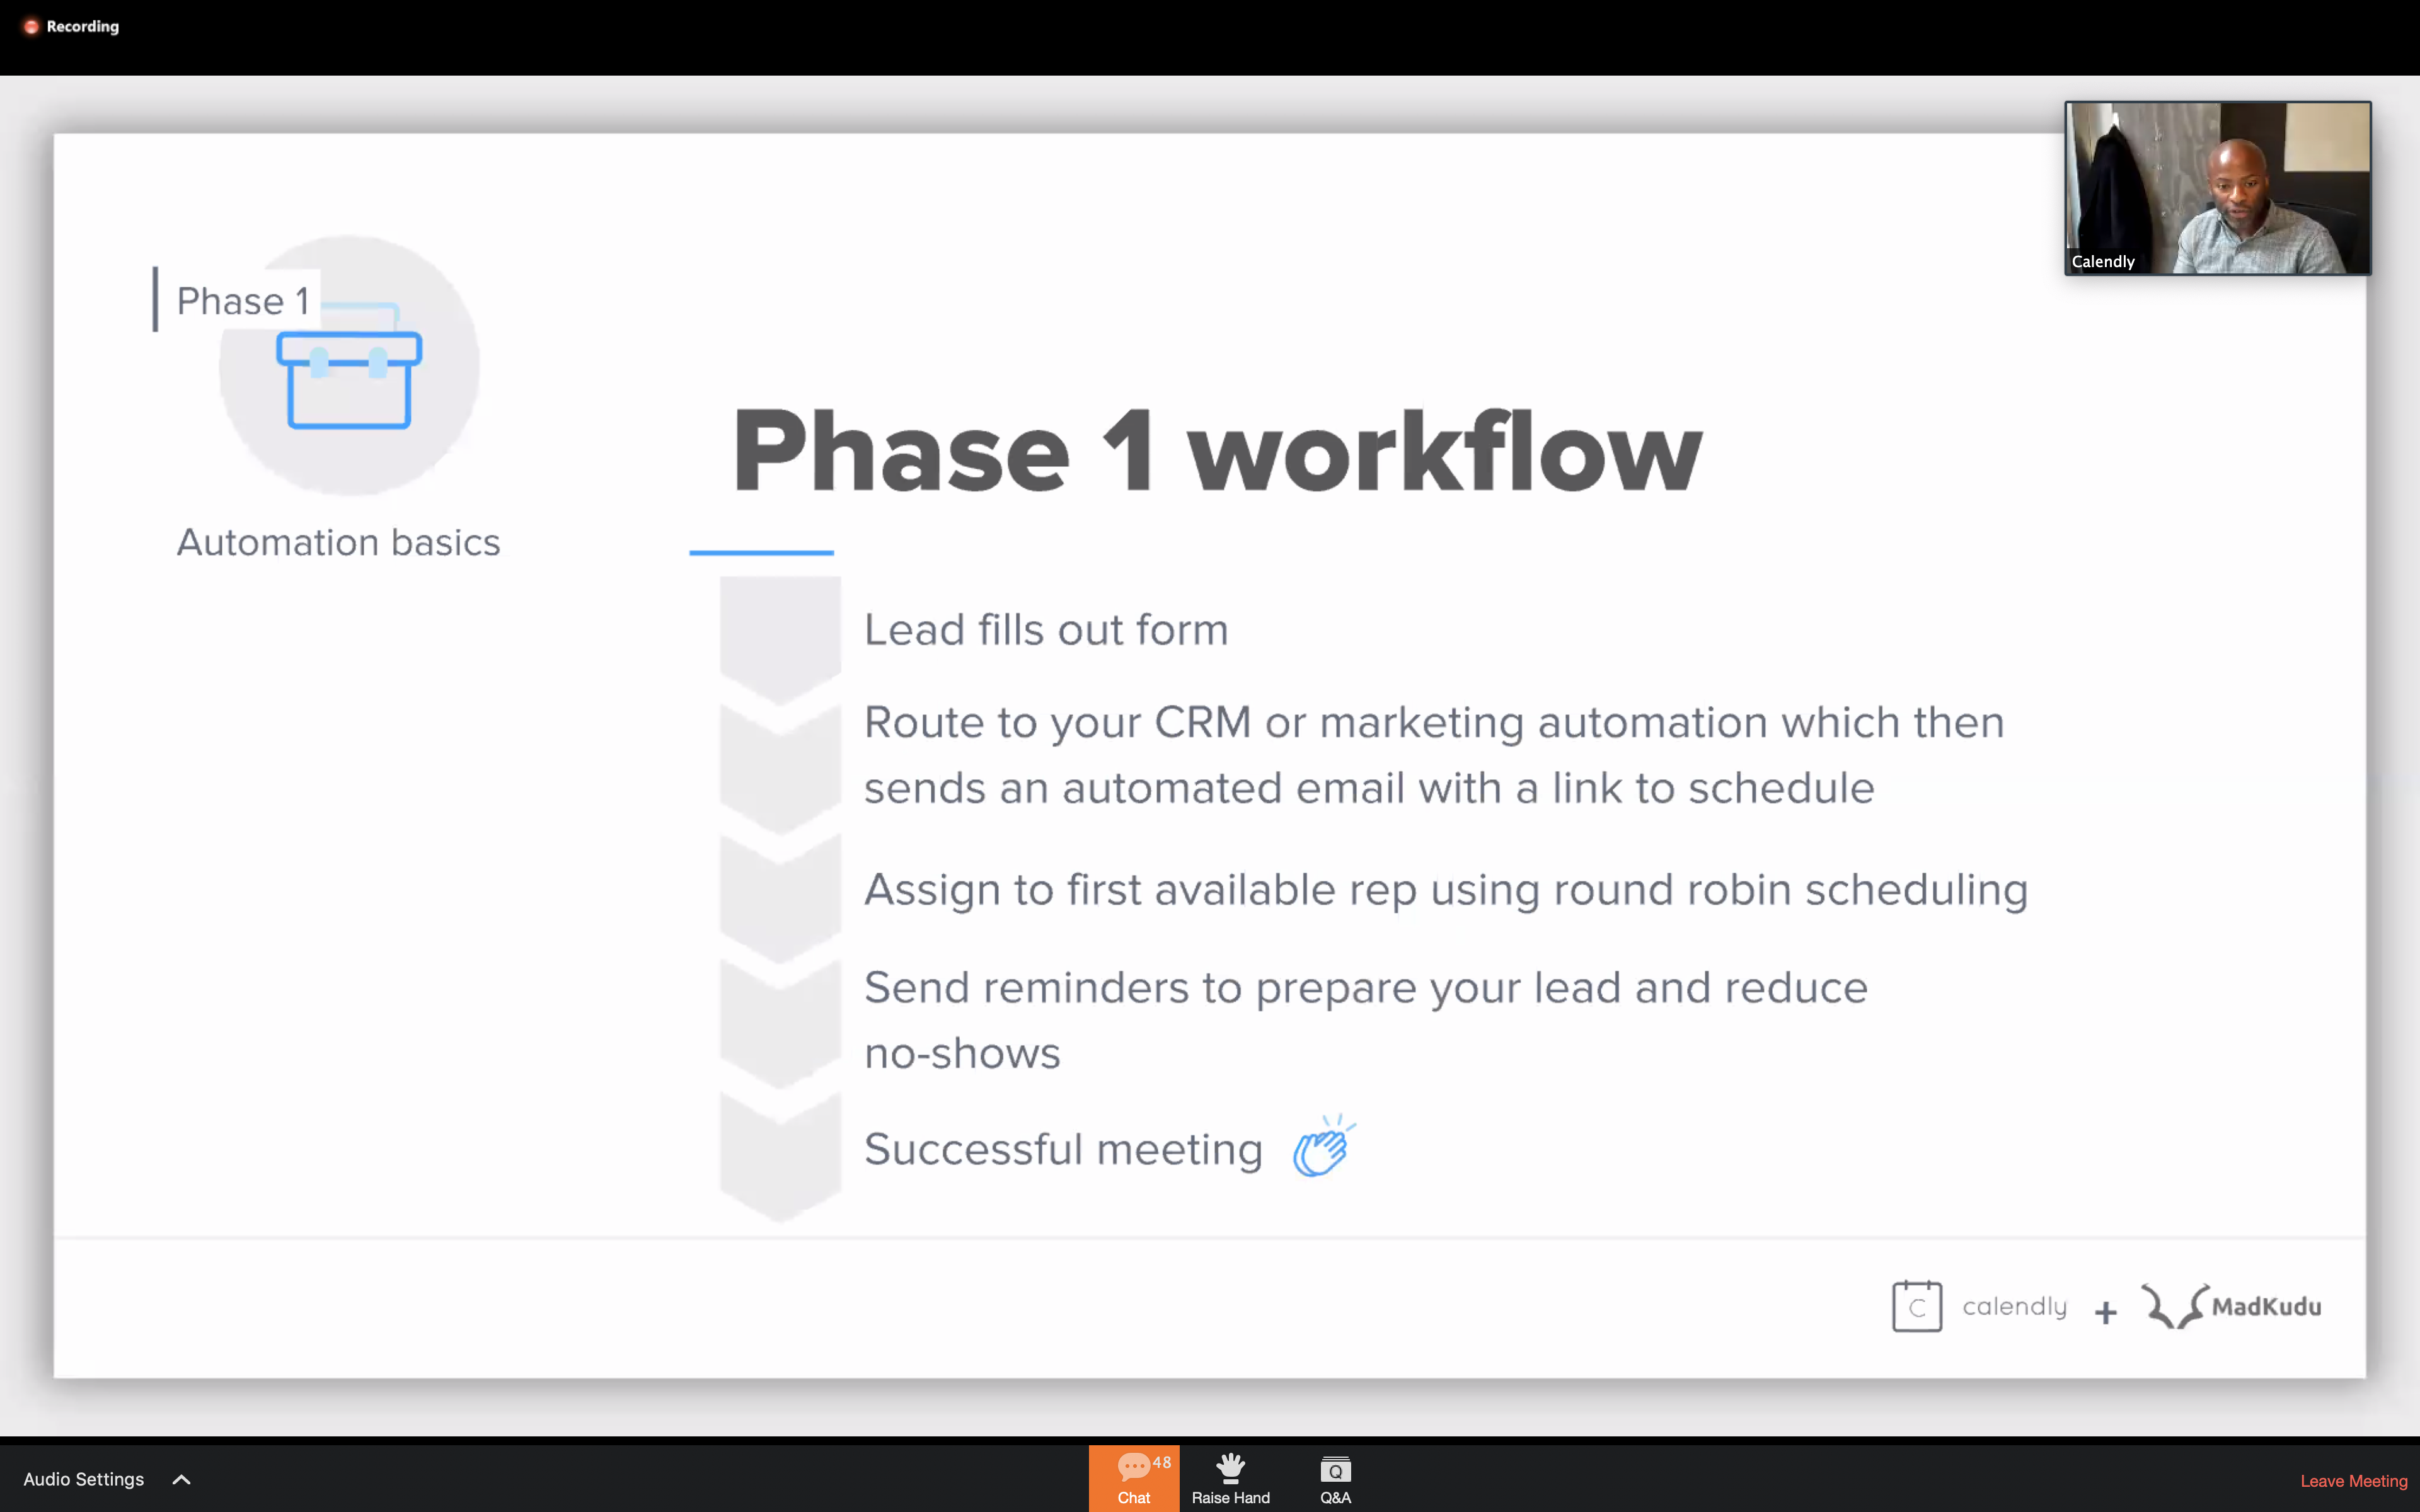 Recording
Calendly
Phase 1
Automation basics
Phase 1 workflow
Lead fills out form
Route to your CRM or marketing automation which then
sends an automated email with a link to schedule
Assign to first available rep using round robin scheduling
Send reminders to prepare your lead and reduce
no-shows
Successful meeting
C calendly + MadKudu
Audio Settings
48
Chat
Raise Hand
Q
Q&A
Leave Meeting